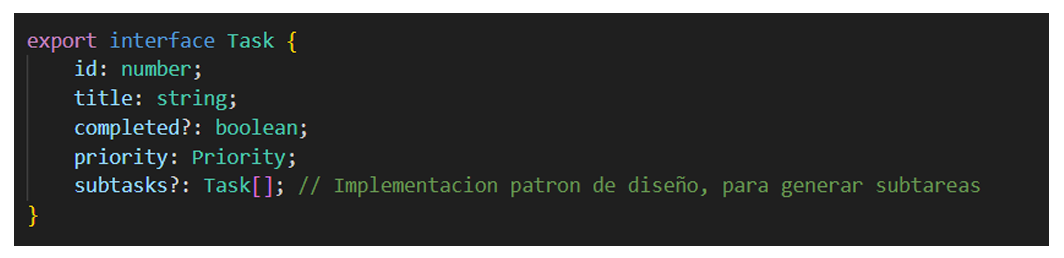 export interface Task {
id: number;
title: string;
completed?: boolean;
priority: Priority;
subtasks?: Task[]; // Implementacion patron de diseño, para generar subtareas
}